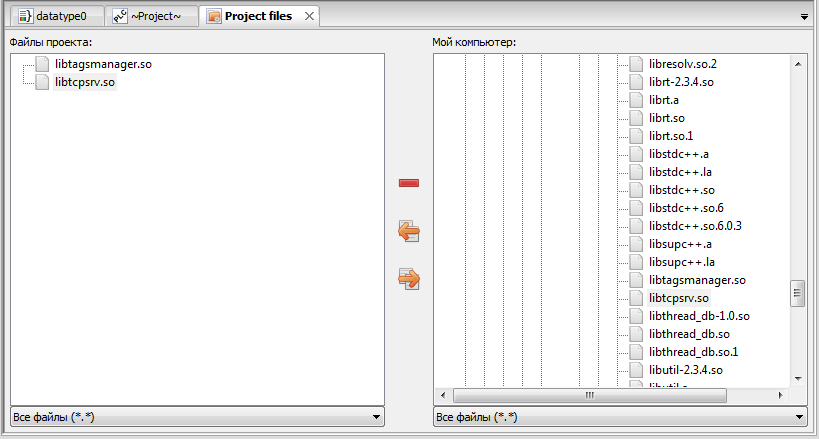 datatype0
~Project~
Project files
Файлы проекта:
libtagsmanager.so
libtcpsrv.so
Все файлы (*.*)
Мой компьютер:
libresolv.so.2
librt-2.3.4.so
librt.a
librt.so
librt.so.1
libstdc++.a
libstdc++.la
libstdc++.so
libstdc++.so.6
libstdc++.so.6.0.3
libsupc++.a
libsupc++.la
libtagsmanager.so
libtcpsrv.so
libthread_db-1.0.so
libthread_db.so
libthread_db.so.1
libutil-2.3.4.so
Все файлы (*.*)